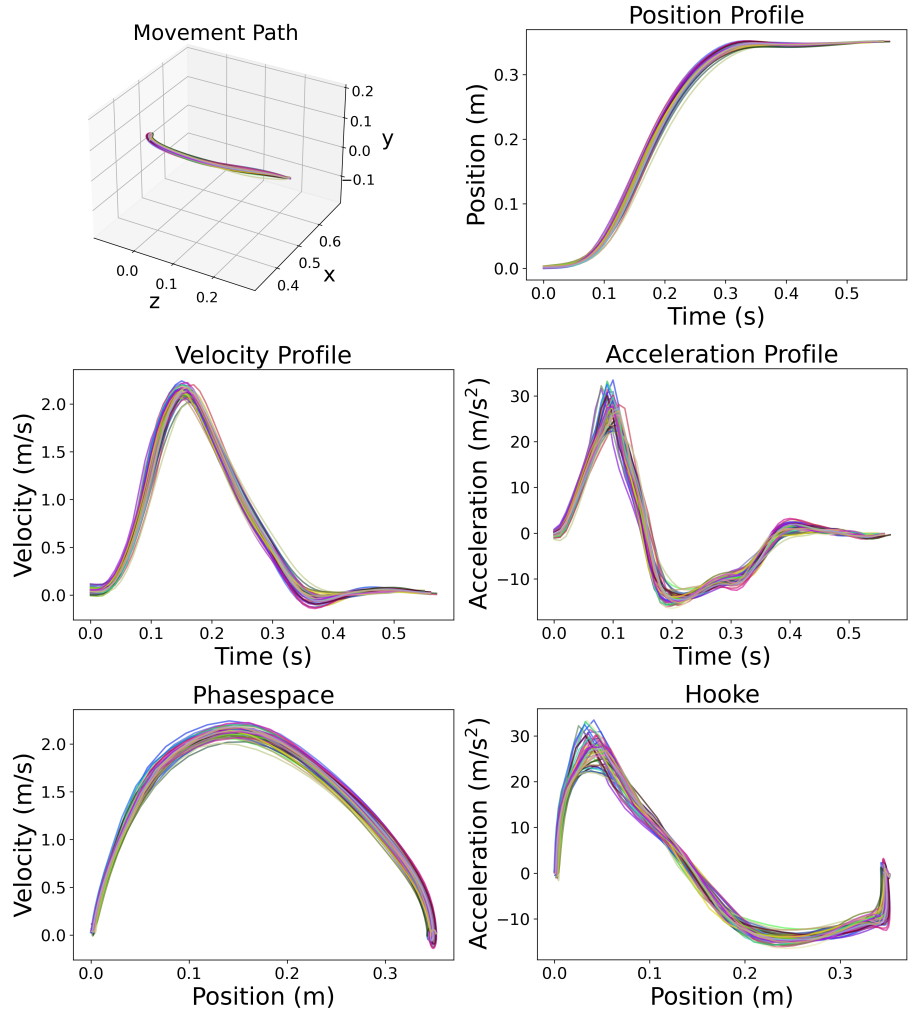 Movement Path
0.2
0.1
0.0
−0.1
y
0.6
0.5
0.4
x
0.0
0.1
0.2
z
Position Profile
Position (m)
0.3
0.2
0.1
0.0
0.0 0.1 0.2 0.3 0.4 0.5
Time (s)
Velocity Profile
Velocity (m/s)
2.0
1.5
1.0
0.5
0.0
0.0 0.1 0.2 0.3 0.4 0.5
Time (s)
Acceleration Profile
Acceleration (m/s²)
30
20
10
0
−10
0.0 0.1 0.2 0.3 0.4 0.5
Time (s)
Phasespace
Velocity (m/s)
2.0
1.5
1.0
0.5
0.0
0.0 0.1 0.2 0.3
Position (m)
Hooke
Acceleration (m/s²)
30
20
10
0
−10
0.0 0.1 0.2 0.3
Position (m)